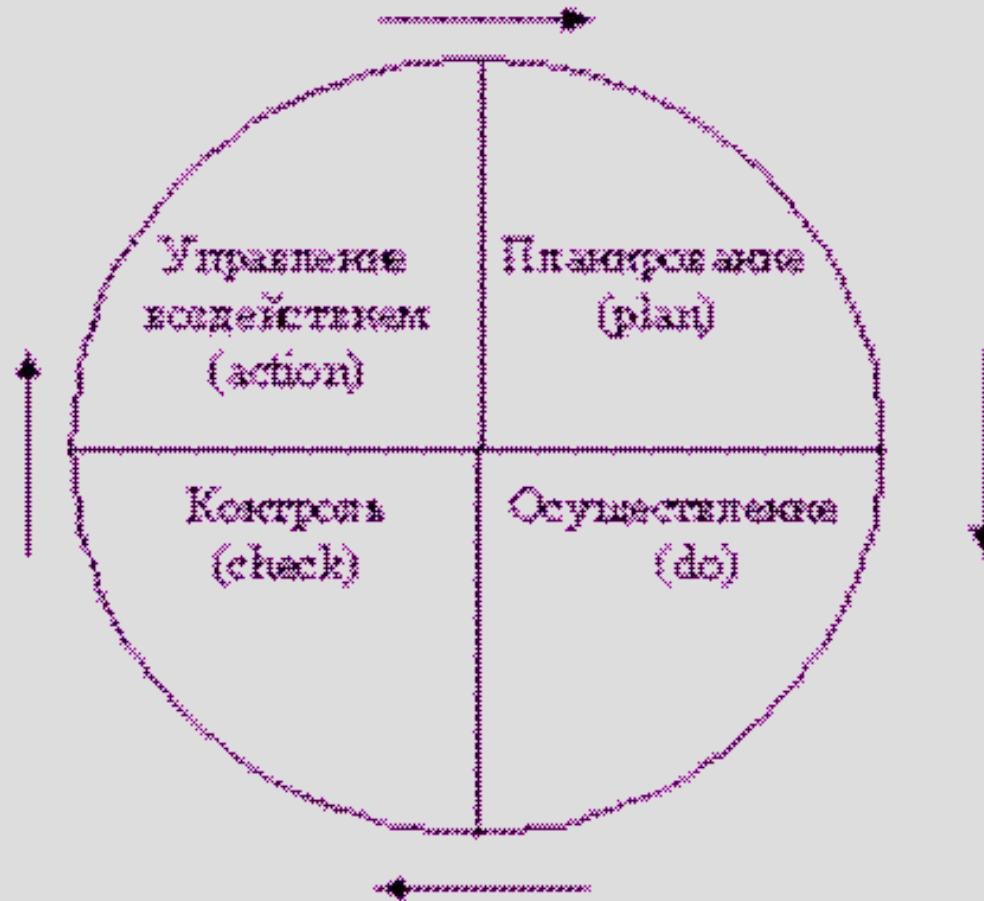 Управление
воздействием
(action)
Планирование
(plan)
Контроль
(check)
Осуществление
(do)